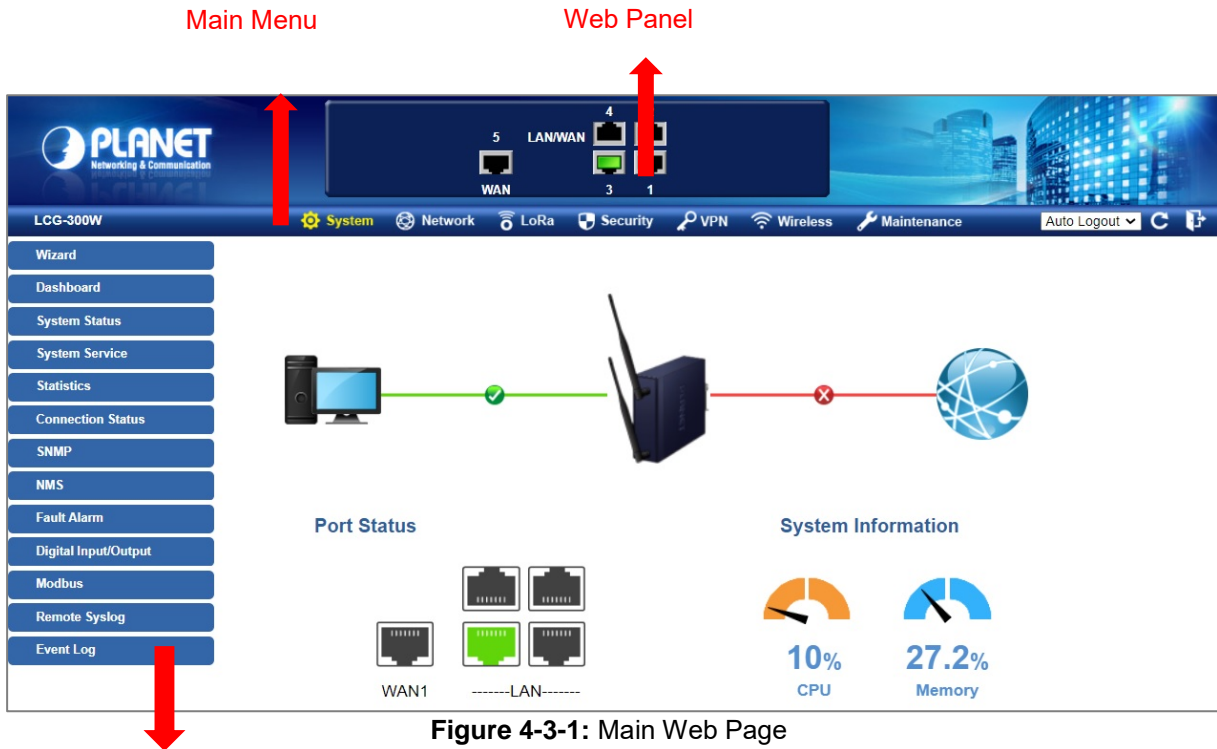 Main Menu Web Panel
4
5 LAN/WAN
WAN 3 1
PLANET
Networking & Communication
LCG-300W System Network LoRa Security VPN Wireless Maintenance Auto Logout
Wizard
Dashboard
System Status
System Service
Statistics
Connection Status
SNMP
NMS
Fault Alarm
Digital Input/Output
Modbus
Remote Syslog
Event Log
Port Status System Information
WAN1 -------LAN-------
10% 27.2%
CPU Memory
Figure 4-3-1: Main Web Page